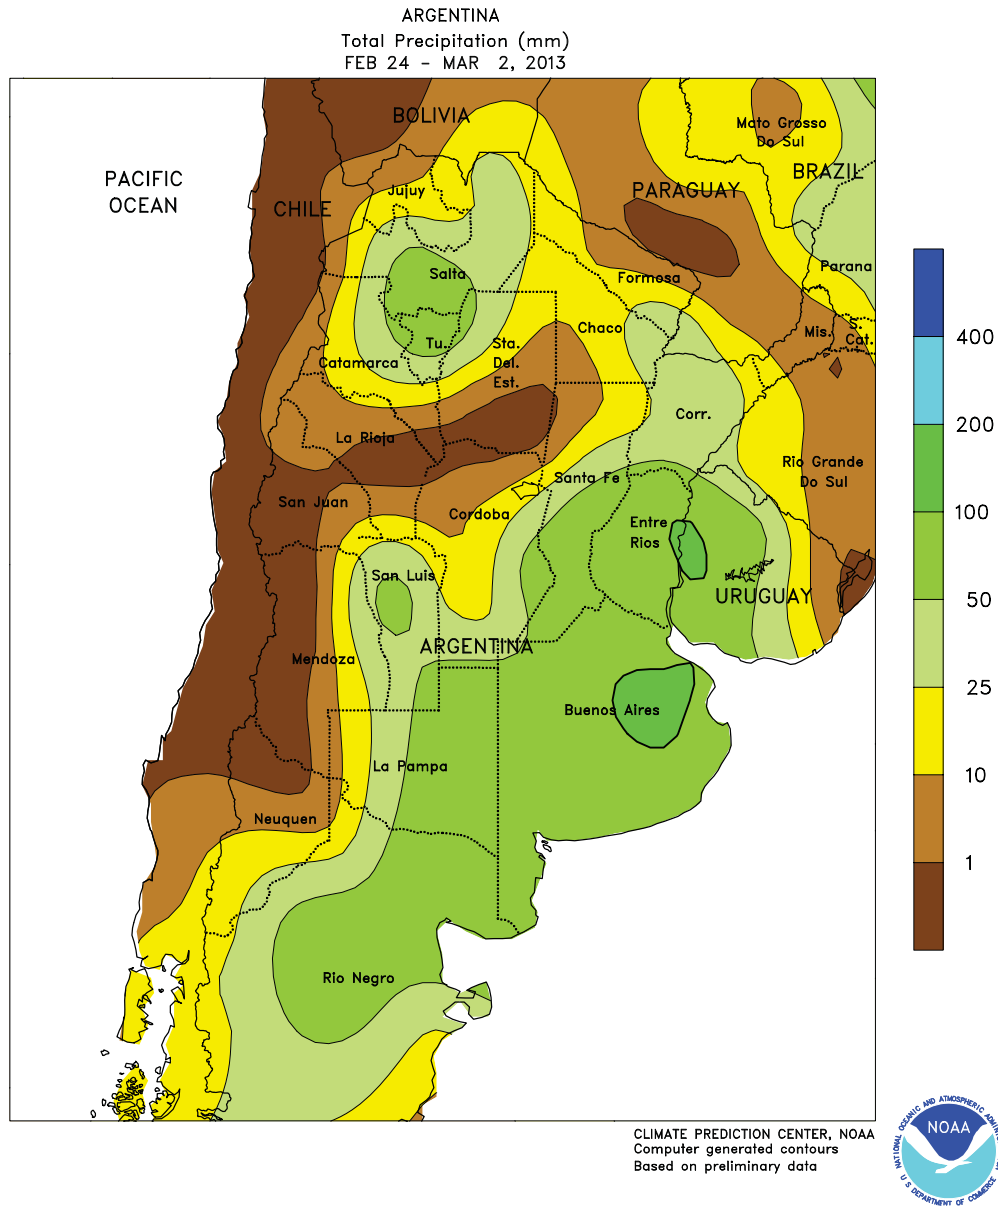 ARGENTINA
Total Precipitation (mm)
FEB 24 - MAR 2, 2013
BOLIVIA
Mato Grosso
Do Sul
BRAZIL
PACIFIC
OCEAN
CHILE
Jujuy
PARAGUAY
Salta
Formosa
Parana
Tu.
Sta.
Del.
Est.
Chaco
Mis.
S.
Cat.
Catamarca
400
La Rioja
Corr.
200
San Juan
Cordoba
Santa Fe
Rio Grande
Do Sul
Entre
Rios
100
San Luis
URUGUAY
50
Mendoza
ARGENTINA
25
Buenos Aires
La Pampa
10
Neuquen
1
Rio Negro
CLIMATE PREDICTION CENTER, NOAA
Computer generated contours
Based on preliminary data
NOAA
NATIONAL OCEANIC AND ATMOSPHERIC
U S DEPARTMENT OF COMMERCE